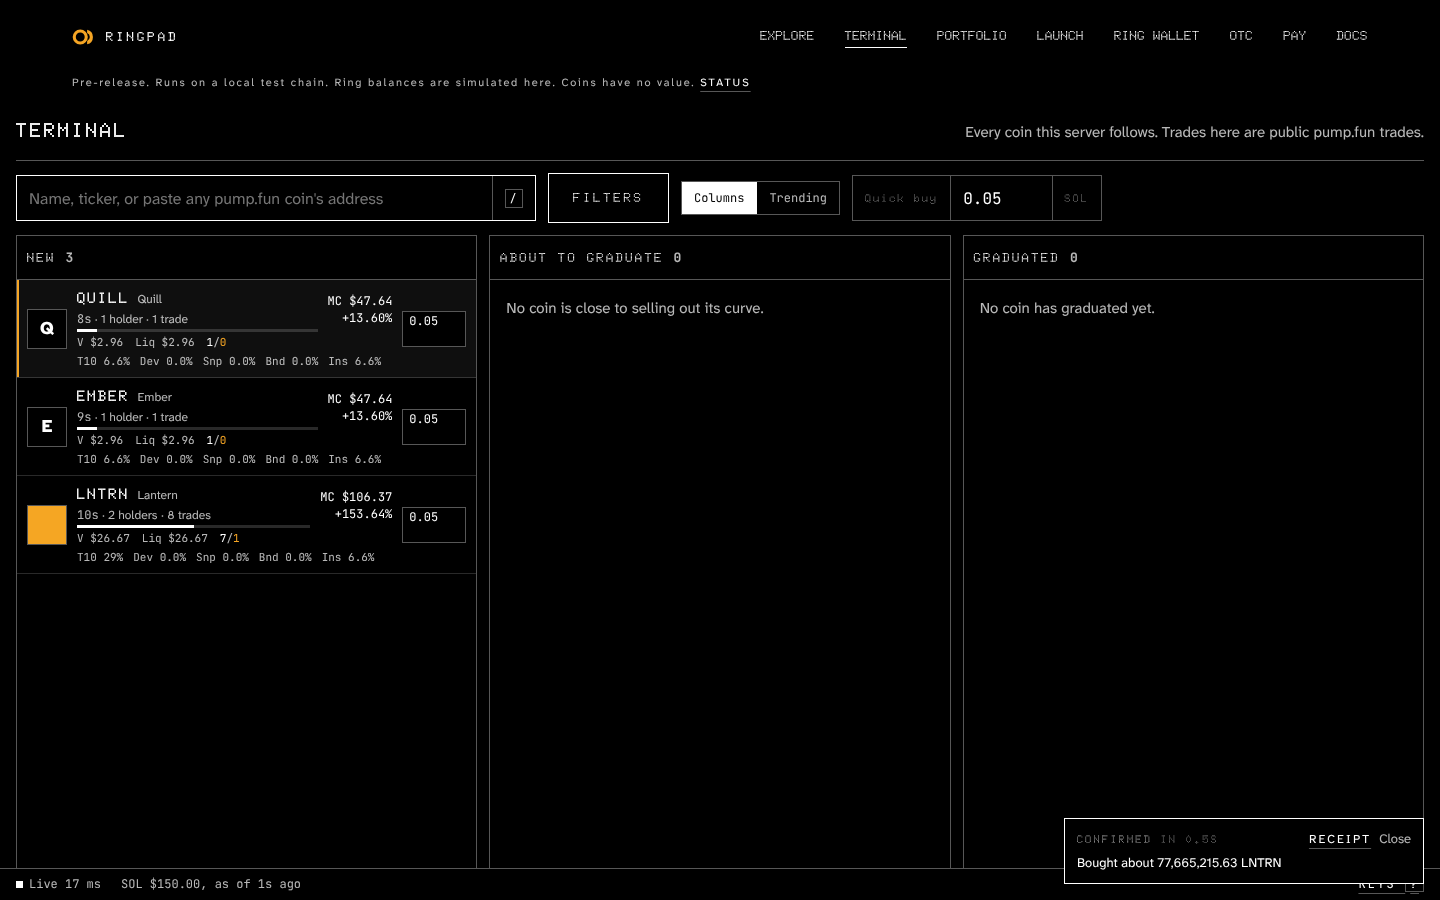 RINGPAD
EXPLORE TERMINAL PORTFOLIO LAUNCH RING WALLET OTC PAY DOCS
Pre-release. Runs on a local test chain. Ring balances are simulated here. Coins have no value. STATUS
TERMINAL
Every coin this server follows. Trades here are public pump.fun trades.
Name, ticker, or paste any pump.fun coin's address /
FILTERS
Columns Trending
Quick buy 0.05 SOL
NEW 3
Q
QUILL Quill
8s · 1 holder · 1 trade
MC $47.64
+13.60%
0.05
V $2.96 Liq $2.96 1/0
T10 6.6% Dev 0.0% Snp 0.0% Bnd 0.0% Ins 6.6%
E
EMBER Ember
9s · 1 holder · 1 trade
MC $47.64
+13.60%
0.05
V $2.96 Liq $2.96 1/0
T10 6.6% Dev 0.0% Snp 0.0% Bnd 0.0% Ins 6.6%
LNTRN Lantern
10s · 2 holders · 8 trades
MC $106.37
+153.64%
0.05
V $26.67 Liq $26.67 7/1
T10 29% Dev 0.0% Snp 0.0% Bnd 0.0% Ins 6.6%
ABOUT TO GRADUATE 0
No coin is close to selling out its curve.
GRADUATED 0
No coin has graduated yet.
CONFIRMED IN 0.5S RECEIPT Close
Bought about 77,665,215.63 LNTRN
Live 17 ms SOL $150.00, as of 1s ago